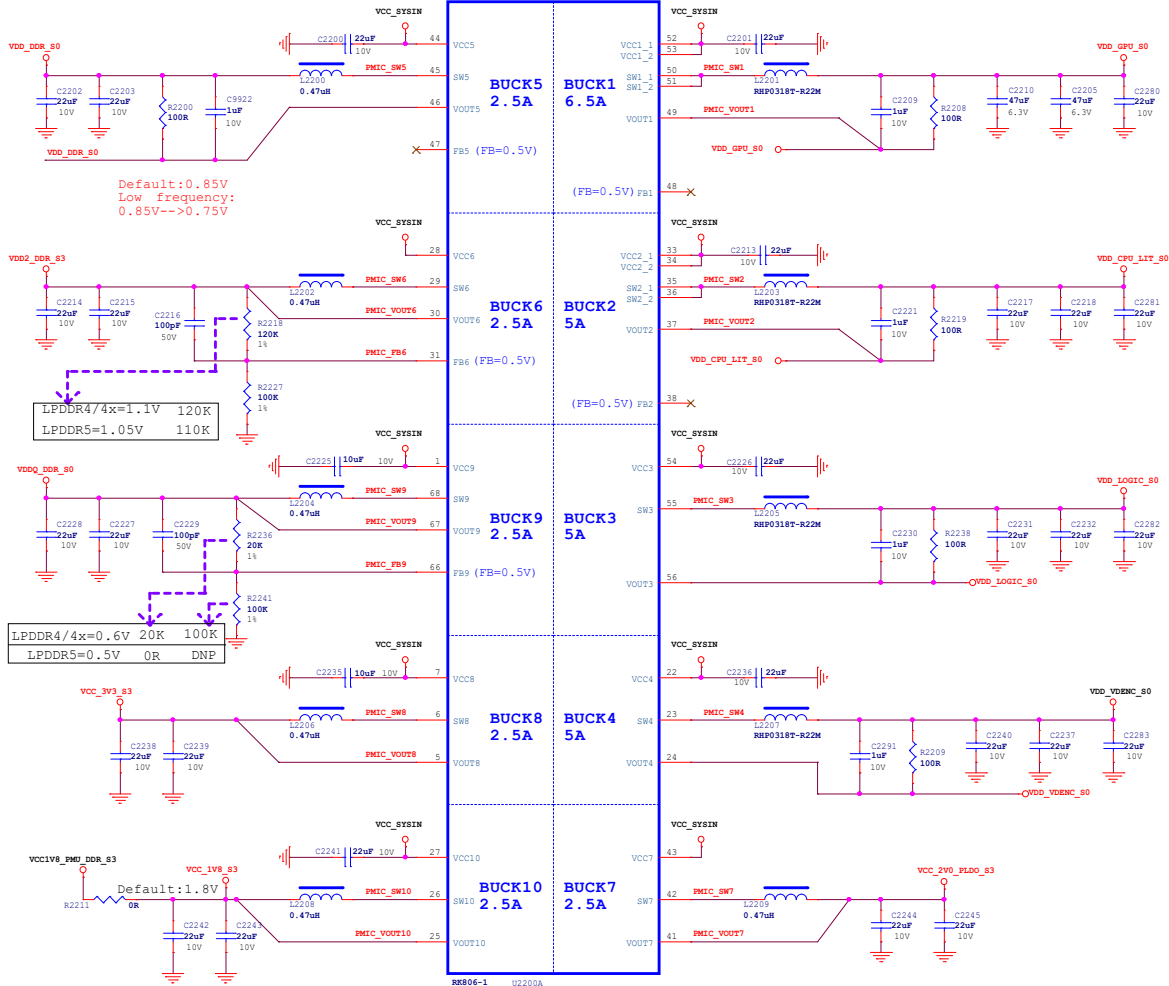 VCC_SYSIN
C2200 22uF
10V
44 VCC5
VDD_DDR_S0
PMIC_SW5
45 SW5
L2200
0.47uH
C2202
22uF
10V
C2203
22uF
10V
R2200
100R
C9922
1uF
10V
46 VOUT5
VDD_DDR_S0
47 FB5 (FB=0.5V)
Default:0.85V
Low frequency:
0.85V-->0.75V
BUCK5
2.5A
BUCK1
6.5A
VCC_SYSIN
52 VCC1_1
53 VCC1_2
C2201 22uF
10V
50 SW1_1
51 SW1_2
PMIC_SW1
L2201
RHP0318T-R22M
VDD_GPU_S0
49 VOUT1
PMIC_VOUT1
VDD_GPU_S0
C2209
1uF
10V
R2208
100R
C2210
47uF
6.3V
C2205
47uF
6.3V
C2280
22uF
10V
(FB=0.5V) FB1 48
VCC_SYSIN
28 VCC6
VDD2_DDR_S3
PMIC_SW6
29 SW6
L2202
0.47uH
C2214
22uF
10V
C2215
22uF
10V
C2216
100pF
50V
R2218
120K
1%
PMIC_VOUT6
30 VOUT6
PMIC_FB6
31 FB6 (FB=0.5V)
R2227
100K
1%
LPDDR4/4x=1.1V 120K
LPDDR5=1.05V 110K
BUCK6
2.5A
BUCK2
5A
VCC_SYSIN
33 VCC2_1
34 VCC2_2
C2213 22uF
10V
35 SW2_1
36 SW2_2
PMIC_SW2
L2203
RHP0318T-R22M
VDD_CPU_LIT_S0
37 VOUT2
PMIC_VOUT2
VDD_CPU_LIT_S0
C2221
1uF
10V
R2219
100R
C2217
22uF
10V
C2218
22uF
10V
C2281
22uF
10V
(FB=0.5V) FB2 38
VCC_SYSIN
C2225 10uF 10V
1 VCC9
VDDQ_DDR_S0
PMIC_SW9
68 SW9
L2204
0.47uH
C2228
22uF
10V
C2227
22uF
10V
C2229
100pF
50V
R2236
20K
1%
PMIC_VOUT9
67 VOUT9
PMIC_FB9
66 FB9 (FB=0.5V)
R2241
100K
1%
LPDDR4/4x=0.6V 20K 100K
LPDDR5=0.5V 0R DNP
BUCK9
2.5A
BUCK3
5A
VCC_SYSIN
54 VCC3
C2226 22uF
10V
55 SW3
PMIC_SW3
L2205
RHP0318T-R22M
VDD_LOGIC_S0
C2230
1uF
10V
R2238
100R
C2231
22uF
10V
C2232
22uF
10V
C2282
22uF
10V
56 VOUT3
VDD_LOGIC_S0
VCC_SYSIN
C2235 10uF 10V
7 VCC8
VCC_3V3_S3
PMIC_SW8
6 SW8
L2206
0.47uH
C2238
22uF
10V
C2239
22uF
10V
PMIC_VOUT8
5 VOUT8
BUCK8
2.5A
BUCK4
5A
VCC_SYSIN
22 VCC4
C2236 22uF
10V
23 SW4
PMIC_SW4
L2207
RHP0318T-R22M
VDD_VDENC_S0
24 VOUT4
C2291
1uF
10V
R2209
100R
C2240
22uF
10V
C2237
22uF
10V
C2283
22uF
10V
VDD_VDENC_S0
VCC_SYSIN
C2241 22uF 10V
27 VCC10
VCC1V8_PMU_DDR_S3
VCC_1V8_S3
Default:1.8V
R2211 0R
PMIC_SW10
26 SW10
L2208
0.47uH
C2242
22uF
10V
C2243
22uF
10V
PMIC_VOUT10
25 VOUT10
BUCK10
2.5A
BUCK7
2.5A
VCC_SYSIN
43 VCC7
42 SW7
PMIC_SW7
L2209
0.47uH
VCC_2V0_PLDO_S3
41 VOUT7
PMIC_VOUT7
C2244
22uF
10V
C2245
22uF
10V
RK806-1 U2200A